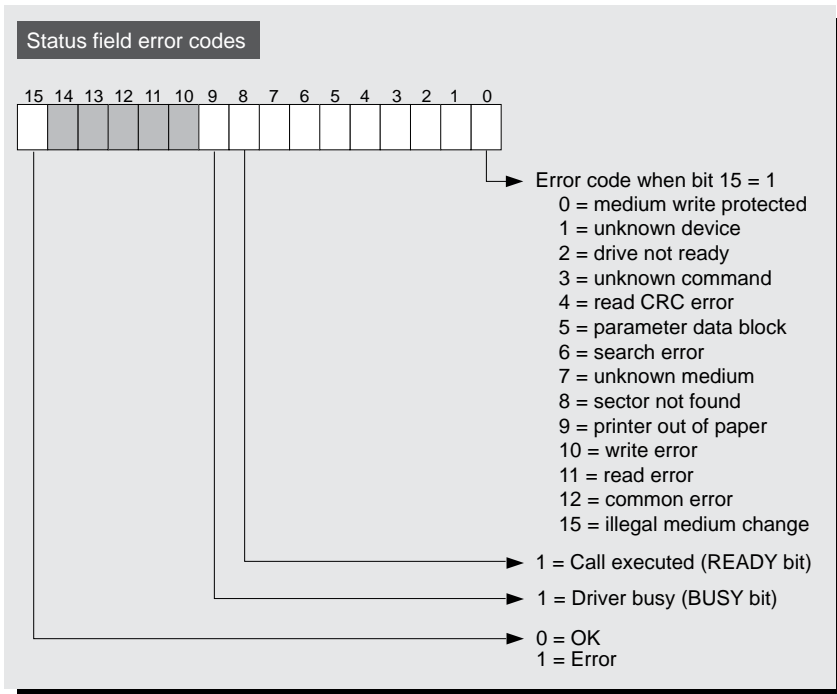 Status field error codes
15 14 13 12 11 10 9 8 7 6 5 4 3 2 1 0
Error code when bit 15 = 1
0 = medium write protected
1 = unknown device
2 = drive not ready
3 = unknown command
4 = read CRC error
5 = parameter data block
6 = search error
7 = unknown medium
8 = sector not found
9 = printer out of paper
10 = write error
11 = read error
12 = common error
15 = illegal medium change
1 = Call executed (READY bit)
1 = Driver busy (BUSY bit)
0 = OK
1 = Error